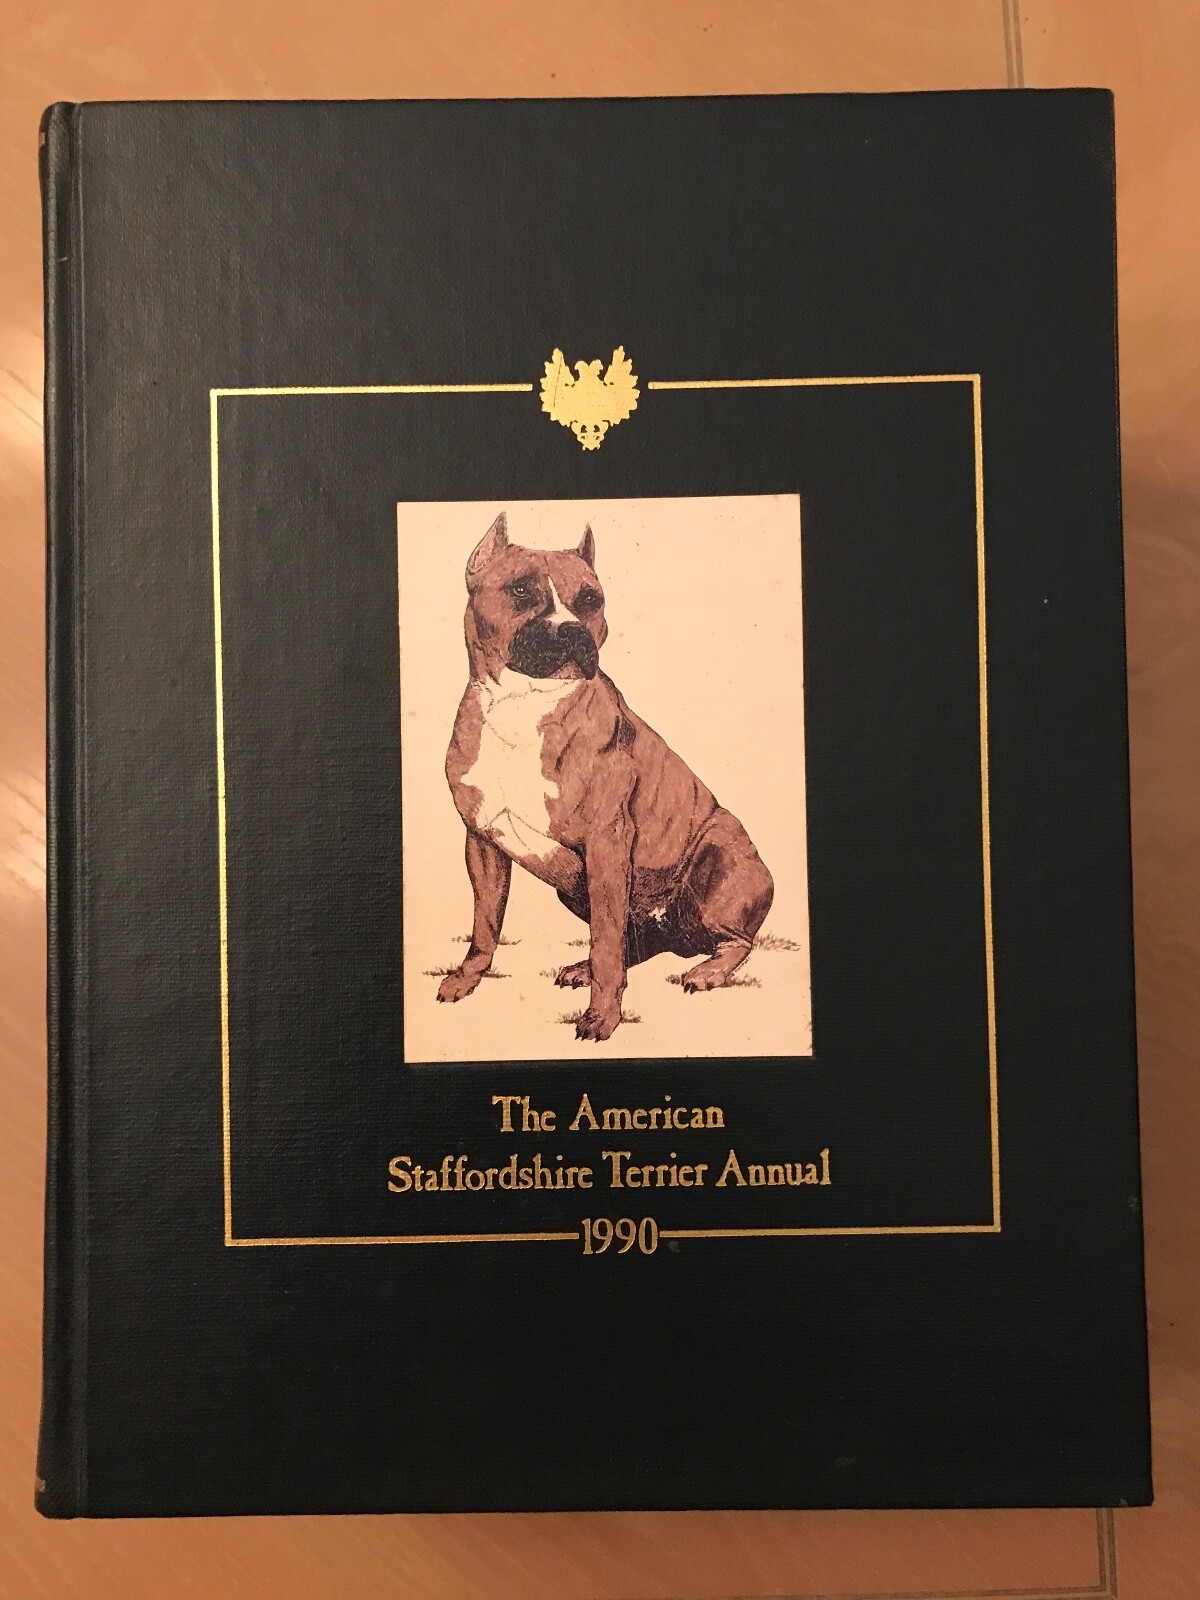 The American
Staffordshire Terrier Annual
1990